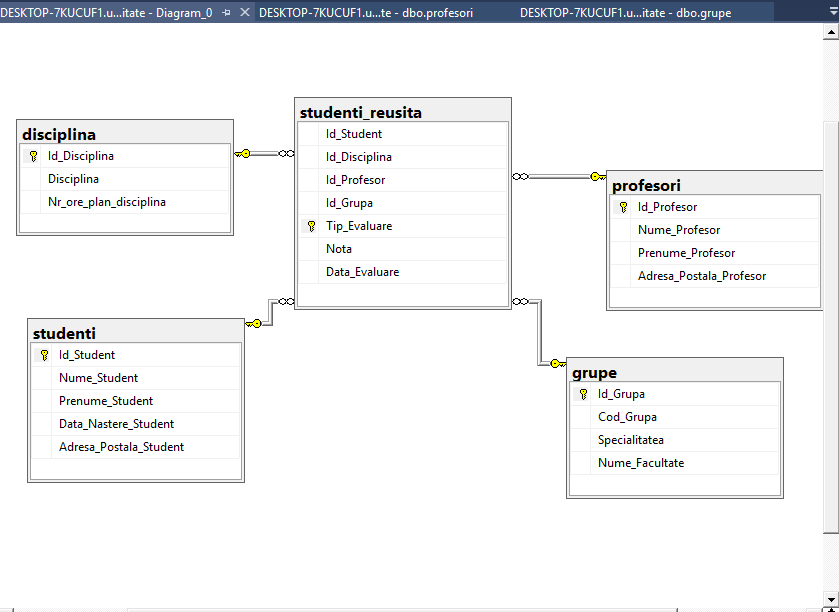 DESKTOP-7KUCUF1.u...itate - Diagram_0
DESKTOP-7KUCUF1.u...te - dbo.profesori
DESKTOP-7KUCUF1.u...itate - dbo.grupe
disciplina
Id_Disciplina
Disciplina
Nr_ore_plan_disciplina
studenti_reusita
Id_Student
Id_Disciplina
Id_Profesor
Id_Grupa
Tip_Evaluare
Nota
Data_Evaluare
profesori
Id_Profesor
Nume_Profesor
Prenume_Profesor
Adresa_Postala_Profesor
studenti
Id_Student
Nume_Student
Prenume_Student
Data_Nastere_Student
Adresa_Postala_Student
grupe
Id_Grupa
Cod_Grupa
Specialitatea
Nume_Facultate